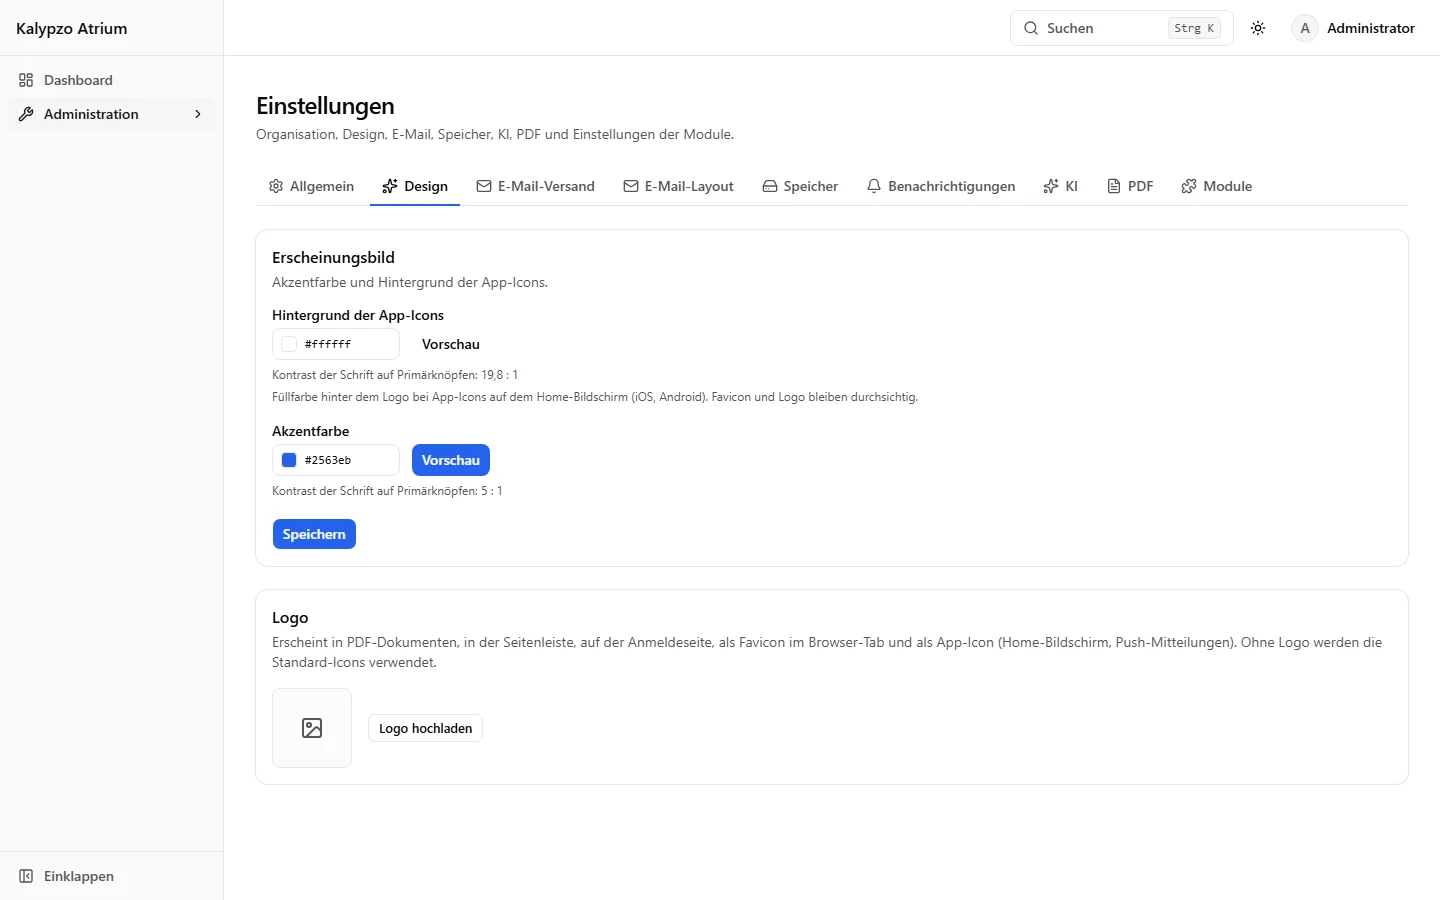 Kalypzo Atrium
Suchen
Strg K
A
Administrator
Dashboard
Administration
Einstellungen
Organisation, Design, E-Mail, Speicher, KI, PDF und Einstellungen der Module.
Allgemein
Design
E-Mail-Versand
E-Mail-Layout
Speicher
Benachrichtigungen
KI
PDF
Module
Erscheinungsbild
Akzentfarbe und Hintergrund der App-Icons.
Hintergrund der App-Icons
#ffffff
Vorschau
Kontrast der Schrift auf Primärknöpfen: 19,8 : 1
Füllfarbe hinter dem Logo bei App-Icons auf dem Home-Bildschirm (iOS, Android). Favicon und Logo bleiben durchsichtig.
Akzentfarbe
#2563eb
Vorschau
Kontrast der Schrift auf Primärknöpfen: 5 : 1
Speichern
Logo
Erscheint in PDF-Dokumenten, in der Seitenleiste, auf der Anmeldeseite, als Favicon im Browser-Tab und als App-Icon (Home-Bildschirm, Push-Mitteilungen). Ohne Logo werden die
Standard-Icons verwendet.
Logo hochladen
Einklappen